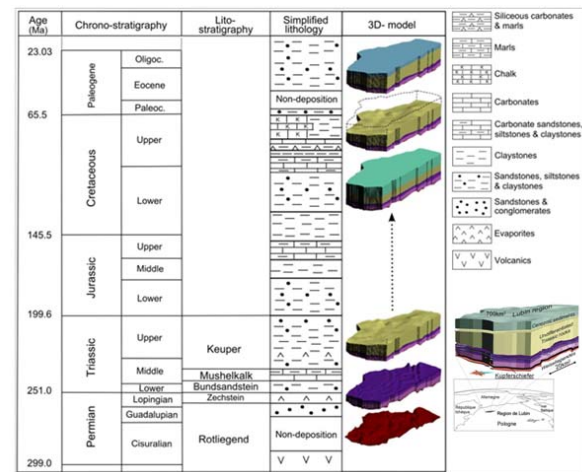 Age
(Ma)
Chrono-stratigraphy
Lito-
stratigraphy
Simplified
lithology
3D- model
23.03
Paleogene
Oligoc.
Eocene
Paleoc.
Non-deposition
65.5
Cretaceous
Upper
Lower
145.5
Jurassic
Upper
Middle
Lower
199.6
Triassic
Upper
Middle
Lower
Keuper
Mushelkalk
Bundsandstein
251.0
Permian
Lopingian
Guadalupian
Cisuralian
Zechstein
Rotliegend
Non-deposition
299.0
Siliceous carbonates
& marls
Marls
Chalk
Carbonates
Carbonate sandstones,
siltstones & claystones
Claystones
Sandstones, siltstones
& claystones
Sandstones &
conglomerates
Evaporites
Volcanics
Lubin region
Kupferschiefer
Allemagne
Region de Lubin
Pologne